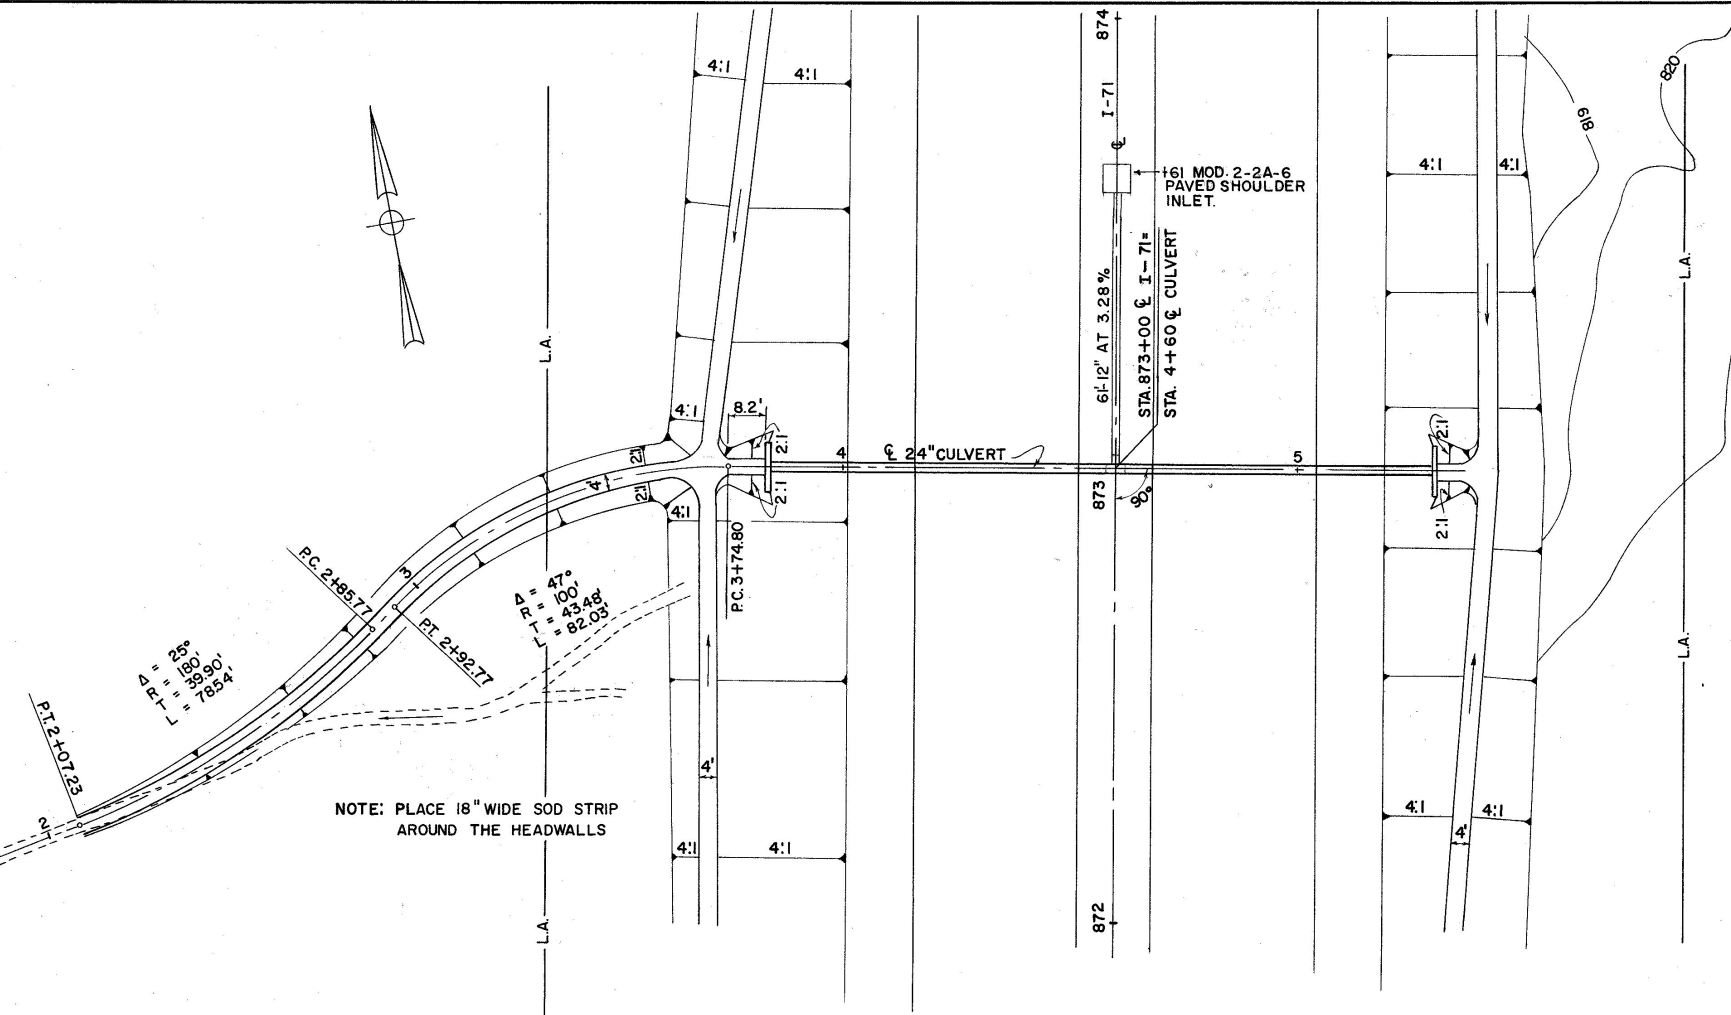 874
I-71
℄
+61 MOD. 2-2A-6
PAVED SHOULDER
INLET.
61'-12" AT 3.28%
STA. 873+00 ℄ I-71=
STA. 4+60 ℄ CULVERT
820
819
L.A.
L.A.
L.A.
L.A.
4:1
4:1
4:1
4:1
4:1
8.2'
2:1
2:1
2:1
2:1
4'
4:1
4
℄ 24" CULVERT
5
873
90°
2:1
2:1
P.C. 3+74.80
P.C. 2+85.77
3
P.T. 2+92.77
Δ = 47°
R = 100'
T = 43.48'
L = 82.03'
Δ = 25°
R = 180'
T = 39.90'
L = 78.54'
P.T. 2+07.23
2
NOTE: PLACE 18" WIDE SOD STRIP
AROUND THE HEADWALLS
4'
4:1
4:1
872
4:1
4:1
4'